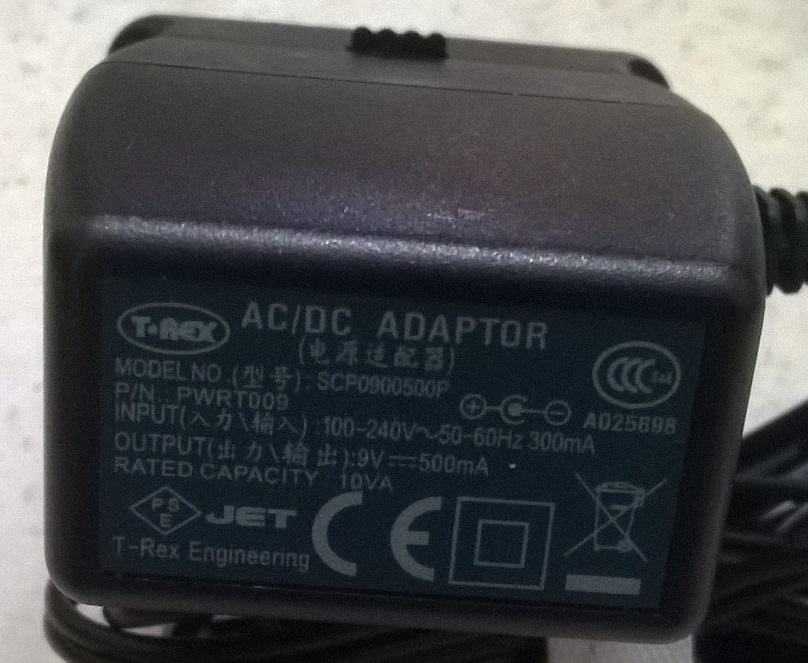 T-REX
AC/DC ADAPTOR
(电源适配器)
MODEL NO.(型号): SCP0900500P
P/N.: PWRT009
INPUT(入力\输入):100-240V～50-60Hz 300mA
OUTPUT(出力\输出):9V⎓500mA
RATED CAPACITY: 10VA
A025698
PSE
JET
CE
T-Rex Engineering